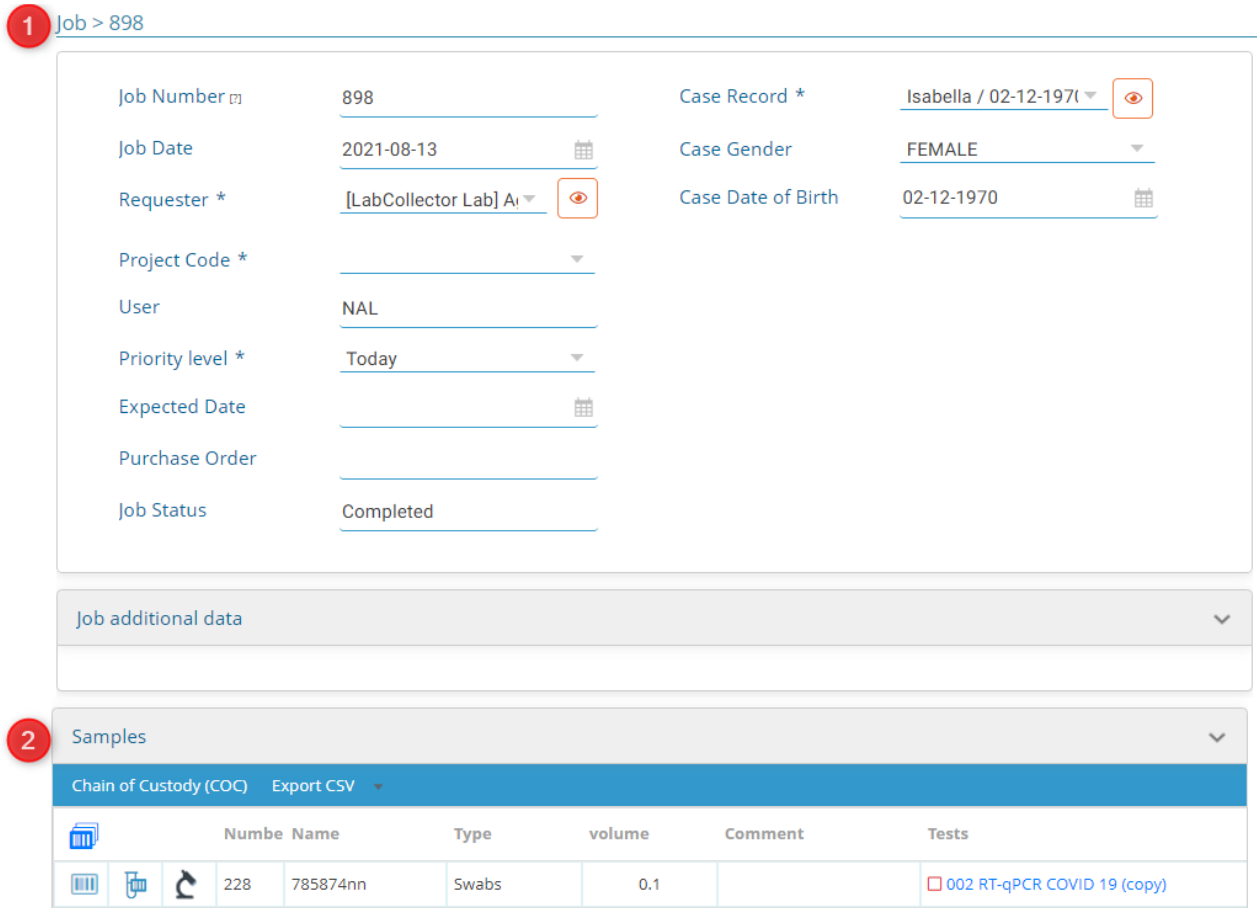 1
Job > 898
Job Number [?] 898
Case Record * Isabella / 02-12-197(
Job Date 2021-08-13
Case Gender FEMALE
Requester * [LabCollector Lab] A
Case Date of Birth 02-12-1970
Project Code *
User NAL
Priority level * Today
Expected Date
Purchase Order
Job Status Completed
Job additional data
2
Samples
Chain of Custody (COC) Export CSV
Numbe Name Type volume Comment Tests
228 785874nn Swabs 0.1 002 RT-qPCR COVID 19 (copy)